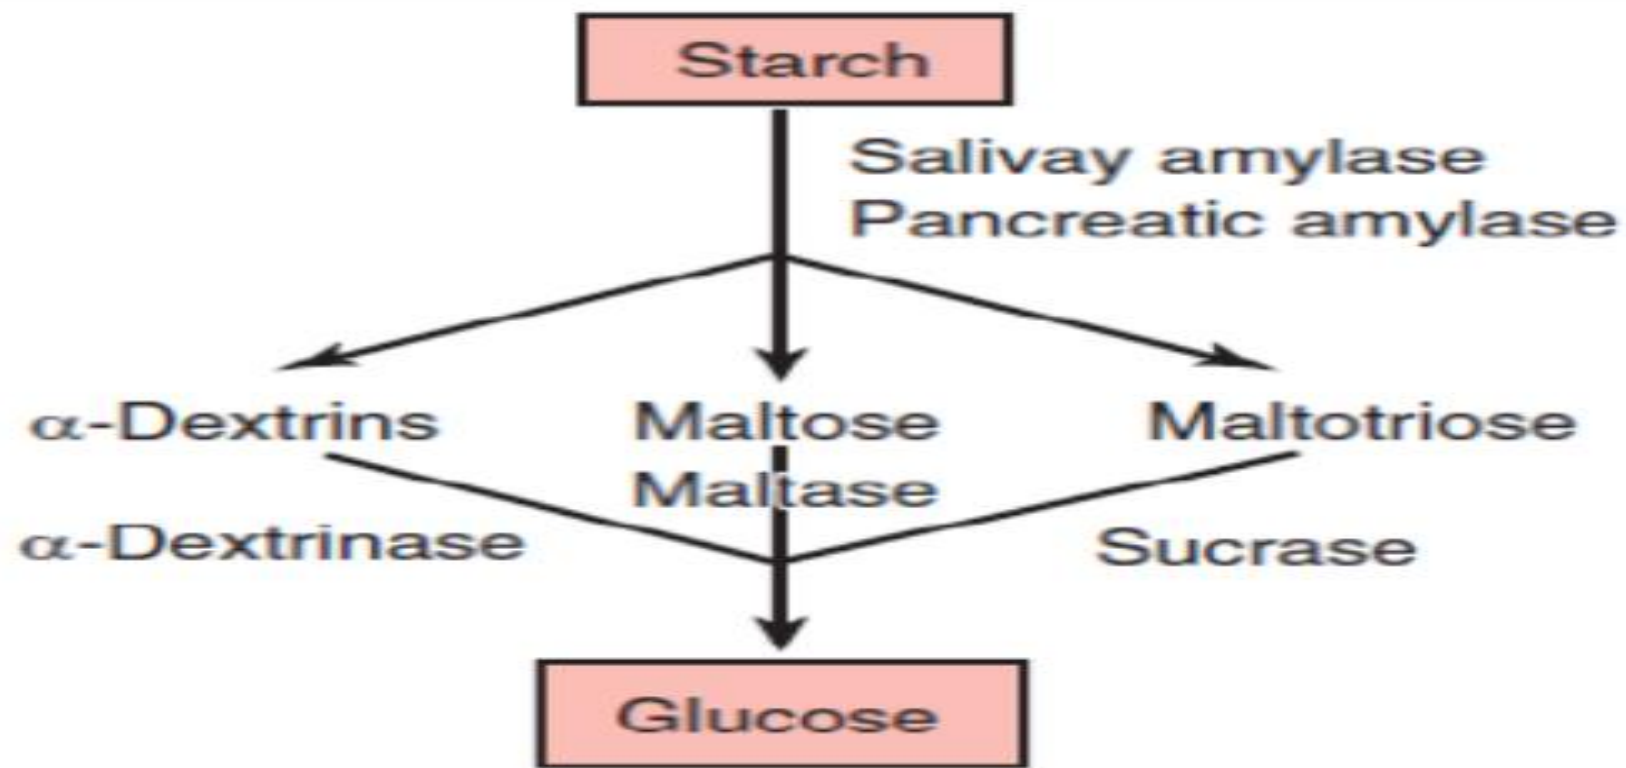 Starch
Salivay amylase
Pancreatic amylase
α-Dextrins Maltose Maltotriose
Maltase
α-Dextrinase Sucrase
Glucose